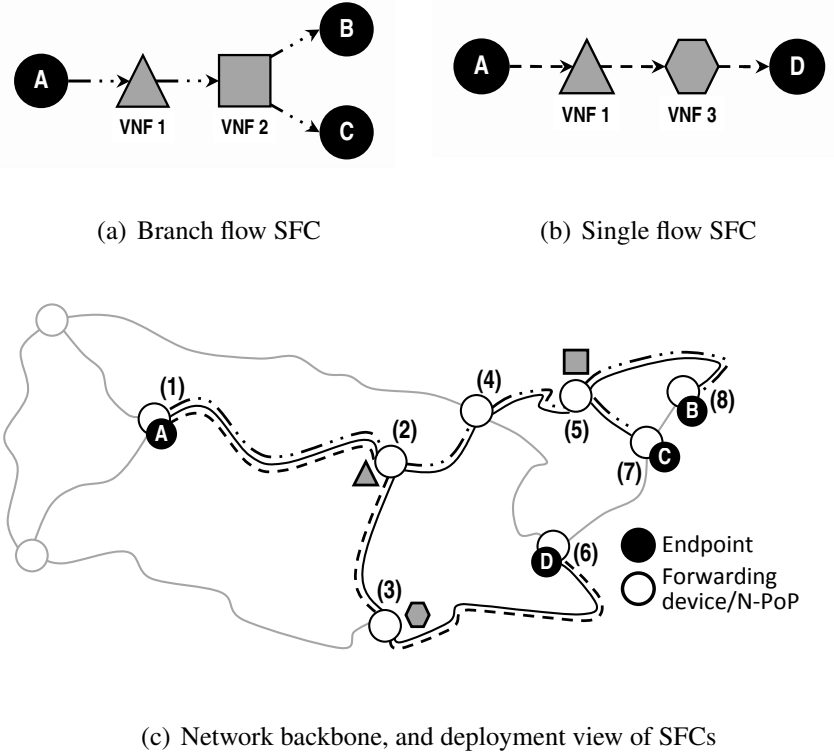 A
VNF 1
VNF 2
B
C
A
VNF 1
VNF 3
D
(a) Branch flow SFC
(b) Single flow SFC
(1)
A
(2)
(4)
(5)
B
(8)
(7)
C
D
(6)
(3)
Endpoint
Forwarding
device/N-PoP
(c) Network backbone, and deployment view of SFCs